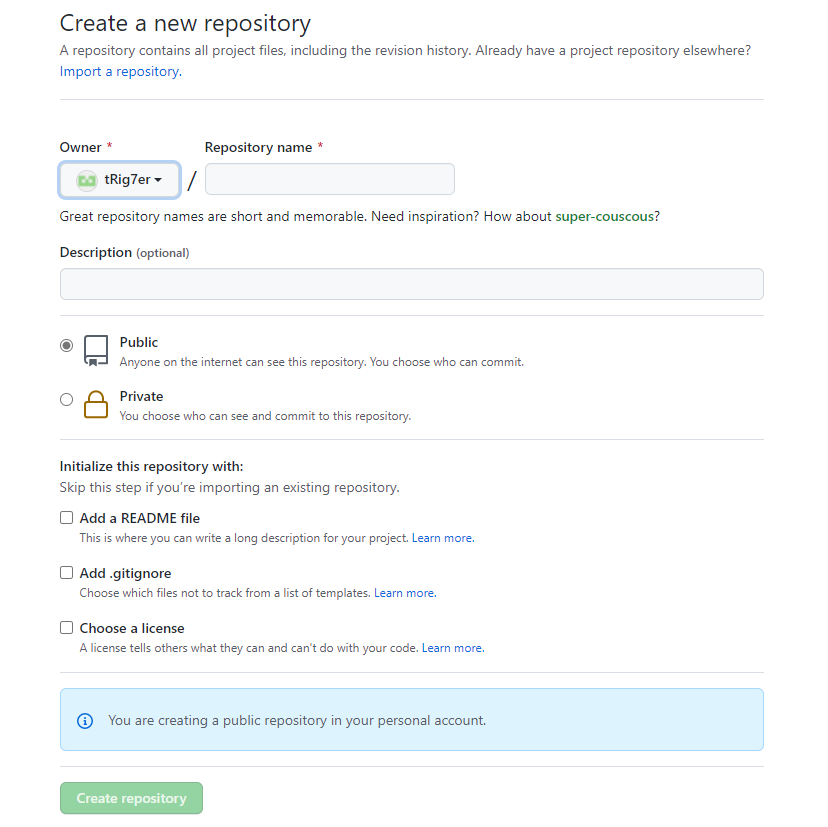 Create a new repository
A repository contains all project files, including the revision history. Already have a project repository elsewhere?
Import a repository.
Owner * Repository name *
tRig7er /
Great repository names are short and memorable. Need inspiration? How about super-couscous?
Description (optional)
Public
Anyone on the internet can see this repository. You choose who can commit.
Private
You choose who can see and commit to this repository.
Initialize this repository with:
Skip this step if you’re importing an existing repository.
Add a README file
This is where you can write a long description for your project. Learn more.
Add .gitignore
Choose which files not to track from a list of templates. Learn more.
Choose a license
A license tells others what they can and can't do with your code. Learn more.
You are creating a public repository in your personal account.
Create repository